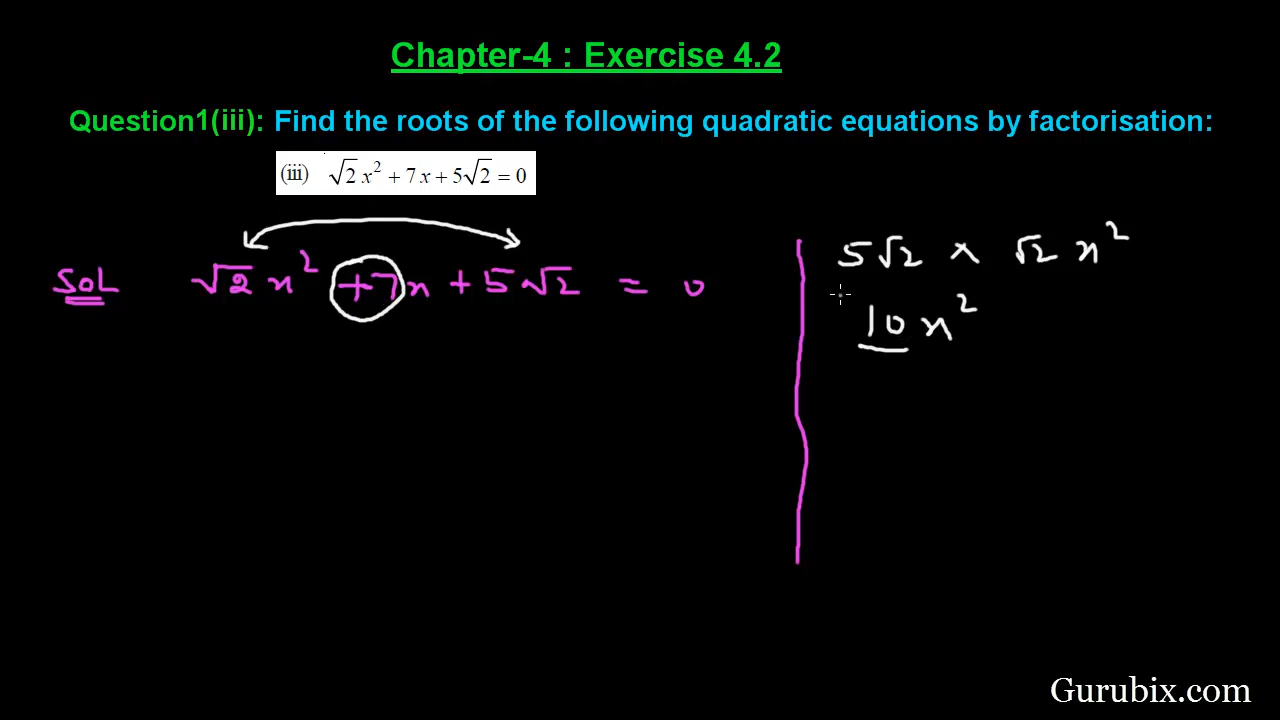 Chapter-4 : Exercise 4.2
Question1(iii): Find the roots of the following quadratic equations by factorisation:
(iii) √2 x² + 7x + 5√2 = 0
Sol √2 x² +7x + 5√2 = 0
5√2 × √2 x²
10x²
Gurubix.com